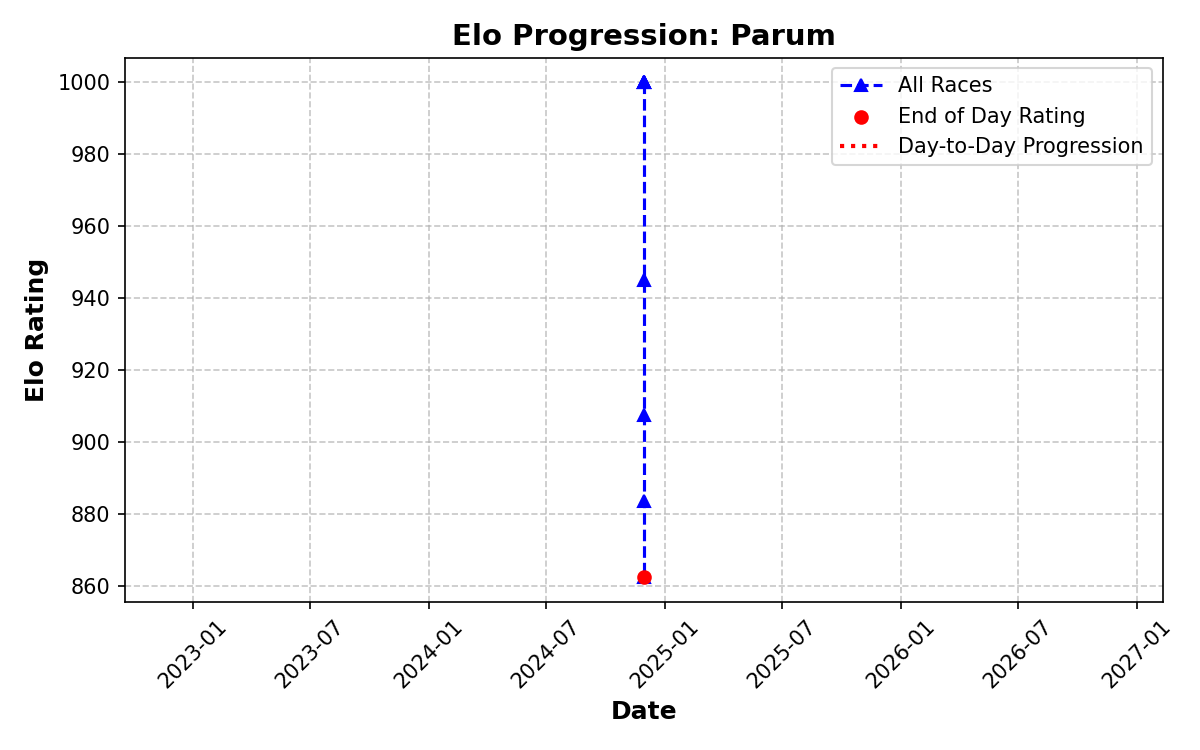 Elo Progression: Parum
All Races
End of Day Rating
Day-to-Day Progression
Elo Rating
1000
980
960
940
920
900
880
860
2023-01
2023-07
2024-01
2024-07
2025-01
2025-07
2026-01
2026-07
2027-01
Date